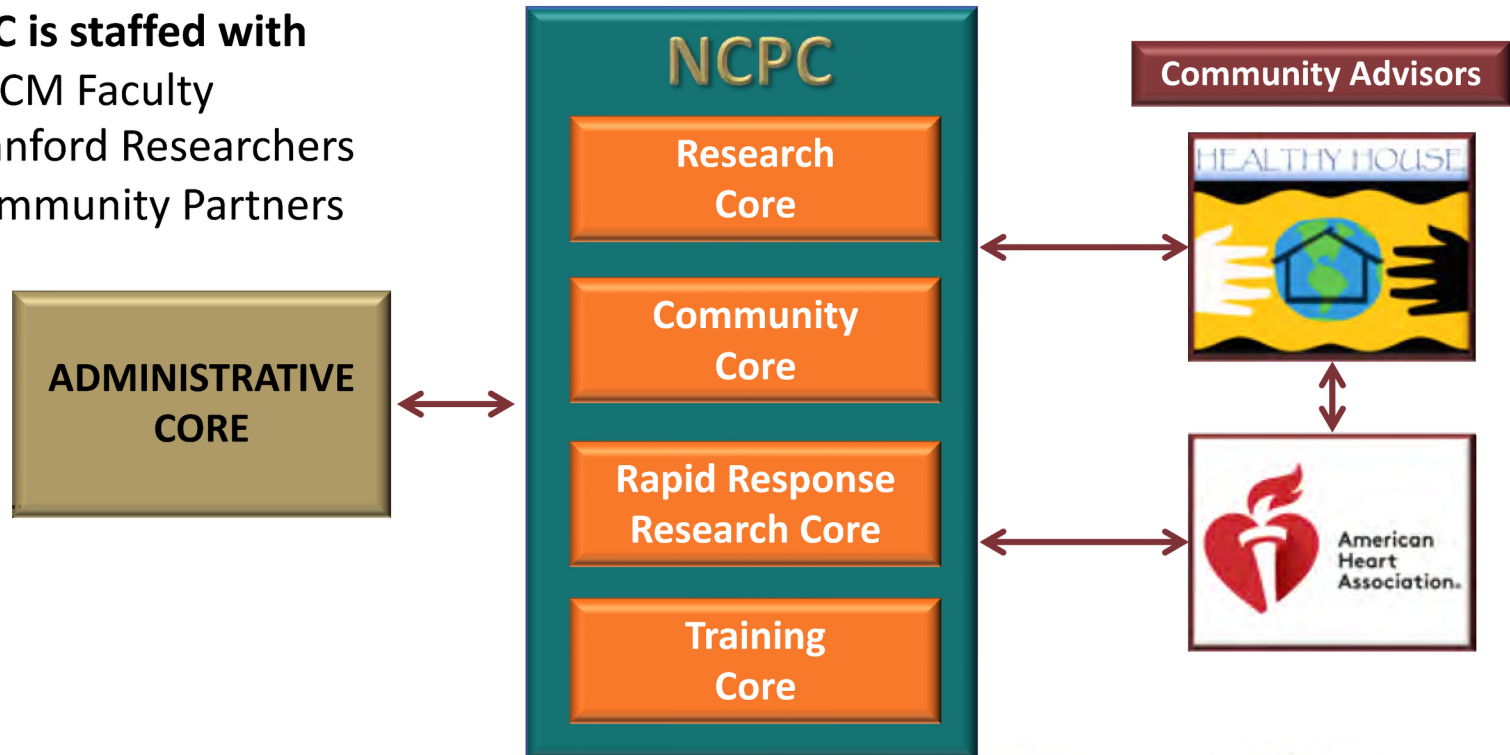 C is staffed with
CM Faculty
nford Researchers
mmunity Partners
ADMINISTRATIVE
CORE
NCPC
Research
Core
Community
Core
Rapid Response
Research Core
Training
Core
Community Advisors
HEALTHY HOUSE
American
Heart
Association.